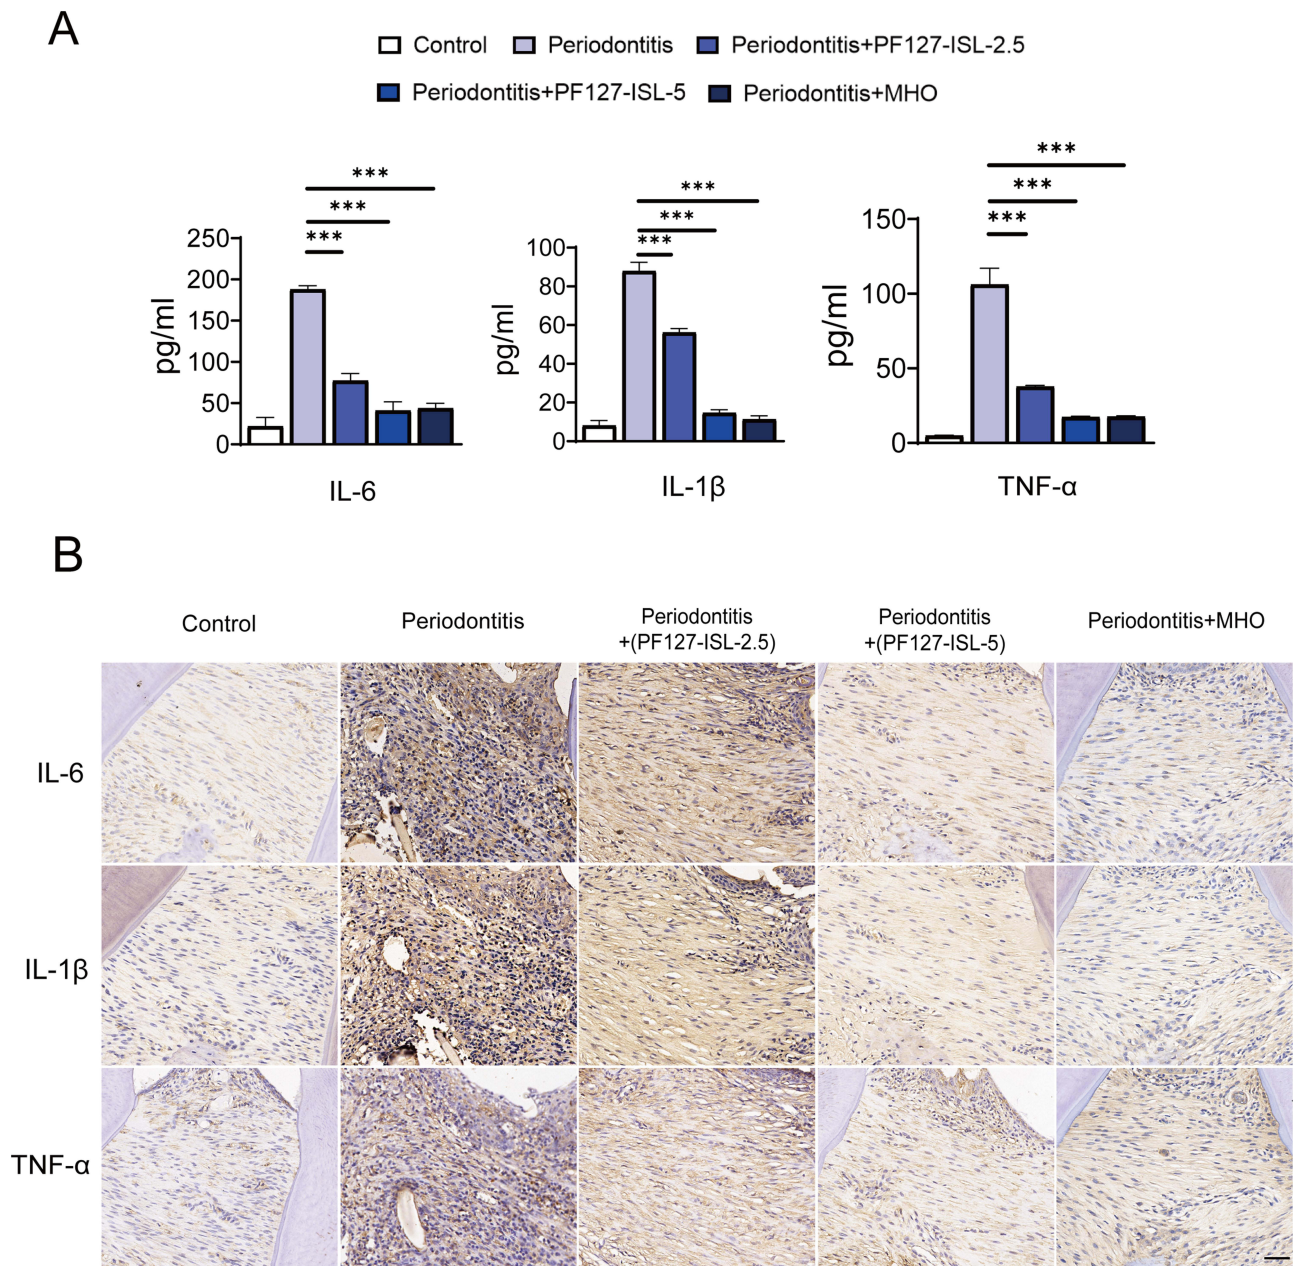 A
Control Periodontitis Periodontitis+PF127-ISL-2.5
Periodontitis+PF127-ISL-5 Periodontitis+MHO
***
***
***
250
200
150
100
50
0
pg/ml
IL-6
***
***
***
100
80
60
40
20
0
pg/ml
IL-1β
***
***
***
150
100
50
0
pg/ml
TNF-α
B
Control
Periodontitis
Periodontitis
+(PF127-ISL-2.5)
Periodontitis
+(PF127-ISL-5)
Periodontitis+MHO
IL-6
IL-1β
TNF-α